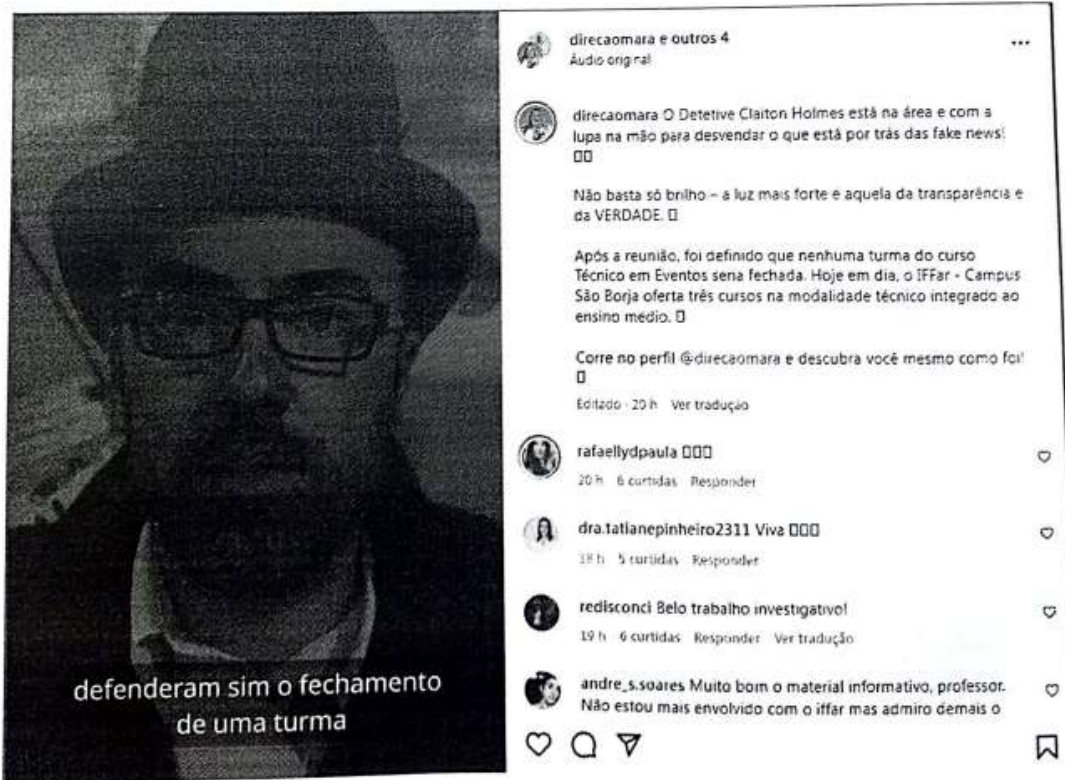 defenderam sim o fechamento
de uma turma
direcaomara e outros 4
Áudio original
...
direcaomara O Detetive Claiton Holmes está na área e com a
lupa na mão para desvendar o que está por trás das fake news!
Não basta só brilho – a luz mais forte e aquela da transparência e
da VERDADE.
Após a reunião, foi definido que nenhuma turma do curso
Técnico em Eventos seria fechada. Hoje em dia, o IFFar - Campus
São Borja oferta três cursos na modalidade técnico integrado ao
ensino médio.
Corre no perfil @direcaomara e descubra você mesmo como foi!
Editado · 20 h Ver tradução
rafaellydpaula
20 h 6 curtidas Responder
dra.tatianepinheiro2311 Viva
18 h 5 curtidas Responder
redisconci Belo trabalho investigativo!
19 h 6 curtidas Responder Ver tradução
andre_s.soares Muito bom o material informativo, professor.
Não estou mais envolvido com o iffar mas admiro demais o